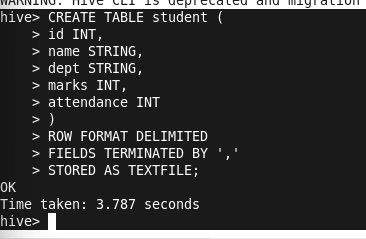 WARNING: Hive CLI is deprecated and migration
hive> CREATE TABLE student (
    > id INT,
    > name STRING,
    > dept STRING,
    > marks INT,
    > attendance INT
    > )
    > ROW FORMAT DELIMITED
    > FIELDS TERMINATED BY ','
    > STORED AS TEXTFILE;
OK
Time taken: 3.787 seconds
hive>